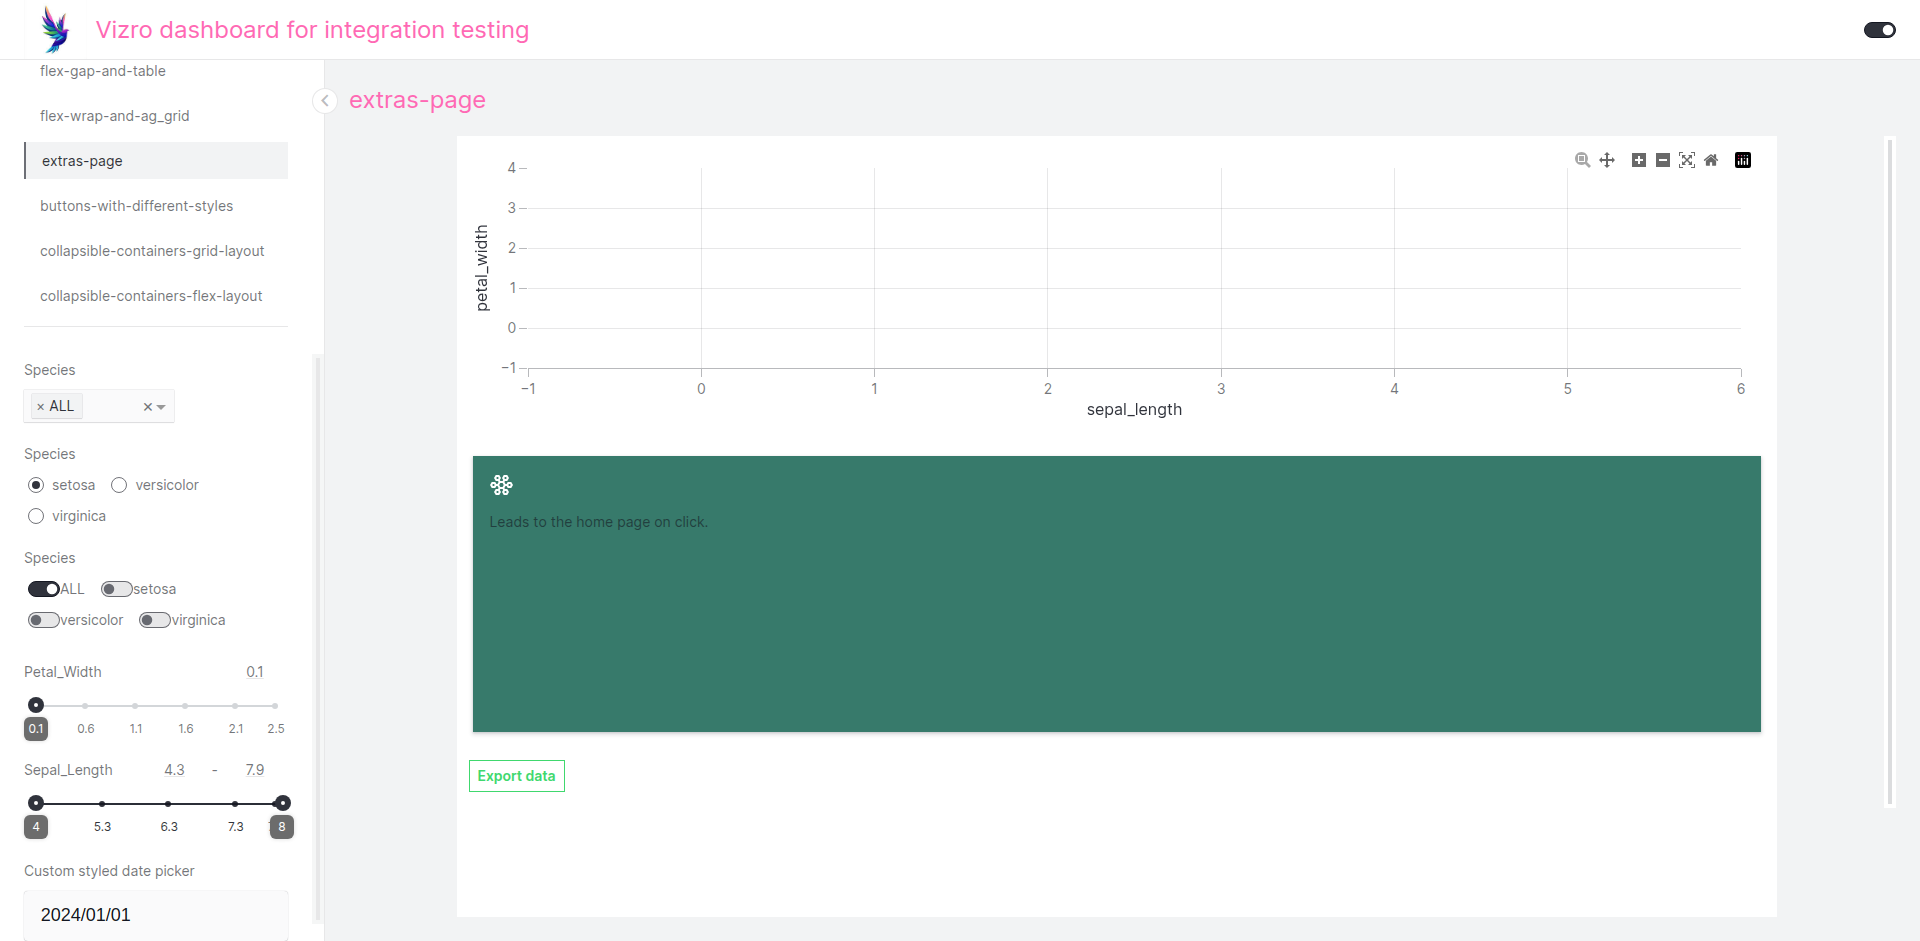 Vizro dashboard for integration testing
flex-gap-and-table
flex-wrap-and-ag_grid
extras-page
buttons-with-different-styles
collapsible-containers-grid-layout
collapsible-containers-flex-layout
Species
× ALL ×
Species
setosa versicolor
virginica
Species
ALL setosa
versicolor virginica
Petal_Width 0.1
0.1 0.6 1.1 1.6 2.1 2.5
Sepal_Length 4.3 - 7.9
4 5.3 6.3 7.3 8
Custom styled date picker
2024/01/01
extras-page
4
3
2
1
0
−1
petal_width
−1 0 1 2 3 4 5 6
sepal_length
Leads to the home page on click.
Export data